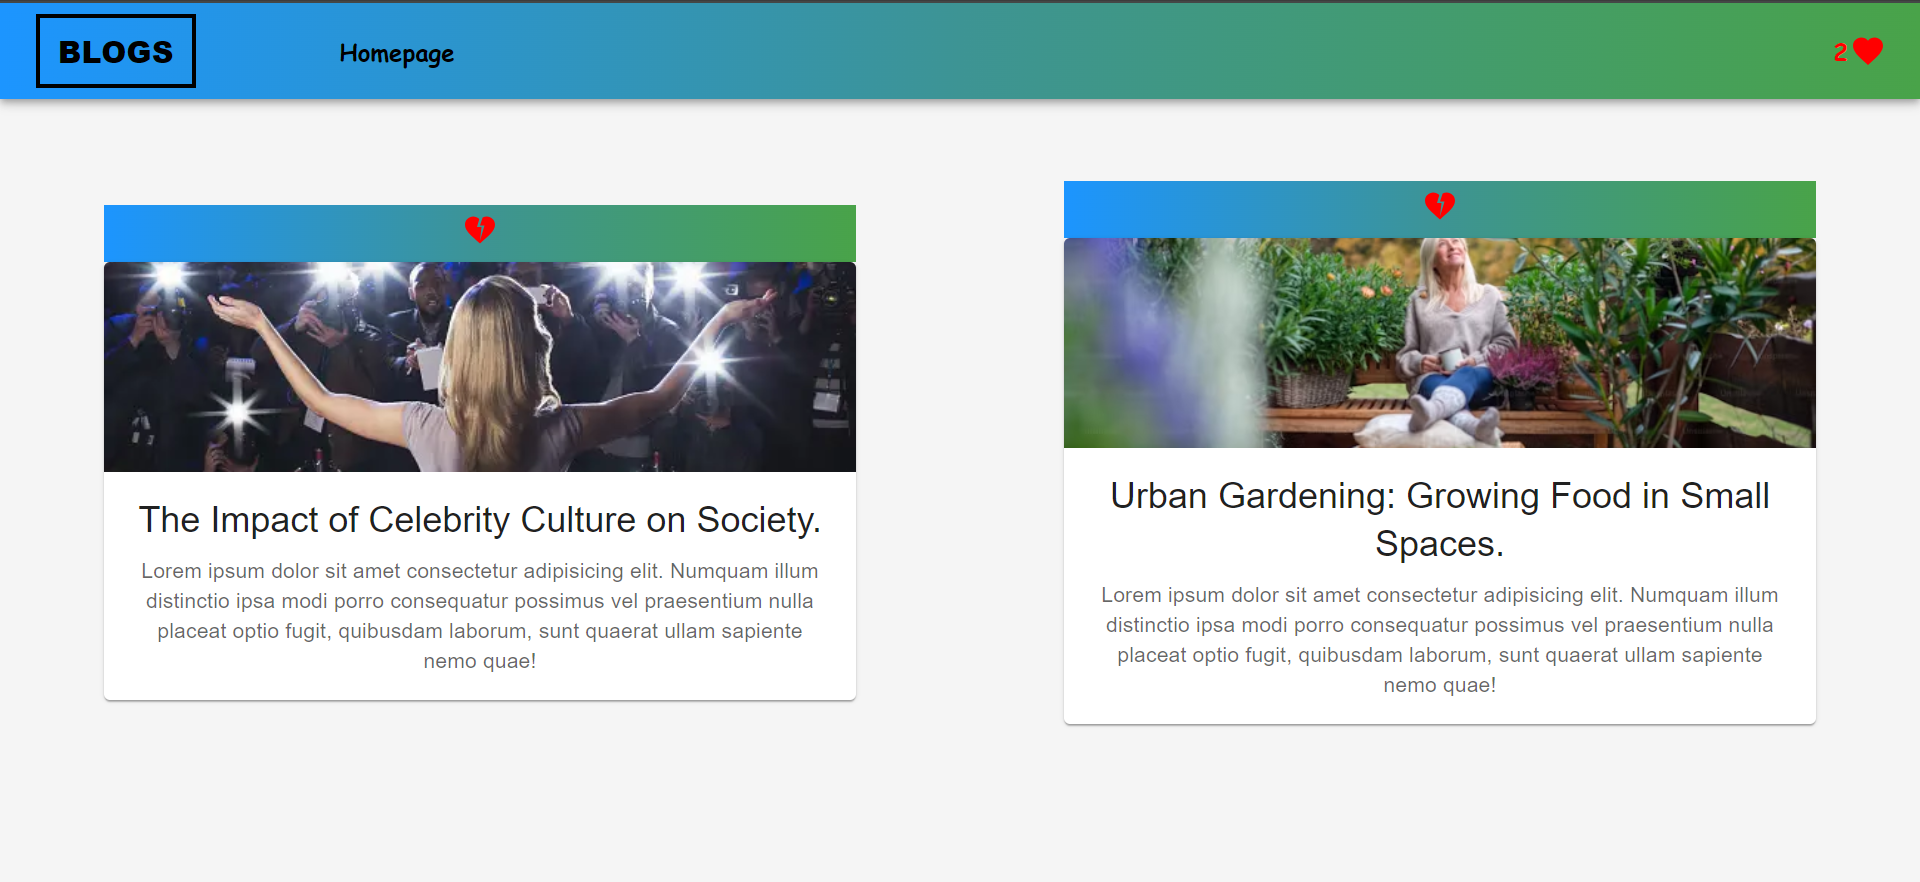 BLOGS
Homepage
2
The Impact of Celebrity Culture on Society.
Lorem ipsum dolor sit amet consectetur adipisicing elit. Numquam illum
distinctio ipsa modi porro consequatur possimus vel praesentium nulla
placeat optio fugit, quibusdam laborum, sunt quaerat ullam sapiente
nemo quae!
Urban Gardening: Growing Food in Small
Spaces.
Lorem ipsum dolor sit amet consectetur adipisicing elit. Numquam illum
distinctio ipsa modi porro consequatur possimus vel praesentium nulla
placeat optio fugit, quibusdam laborum, sunt quaerat ullam sapiente
nemo quae!